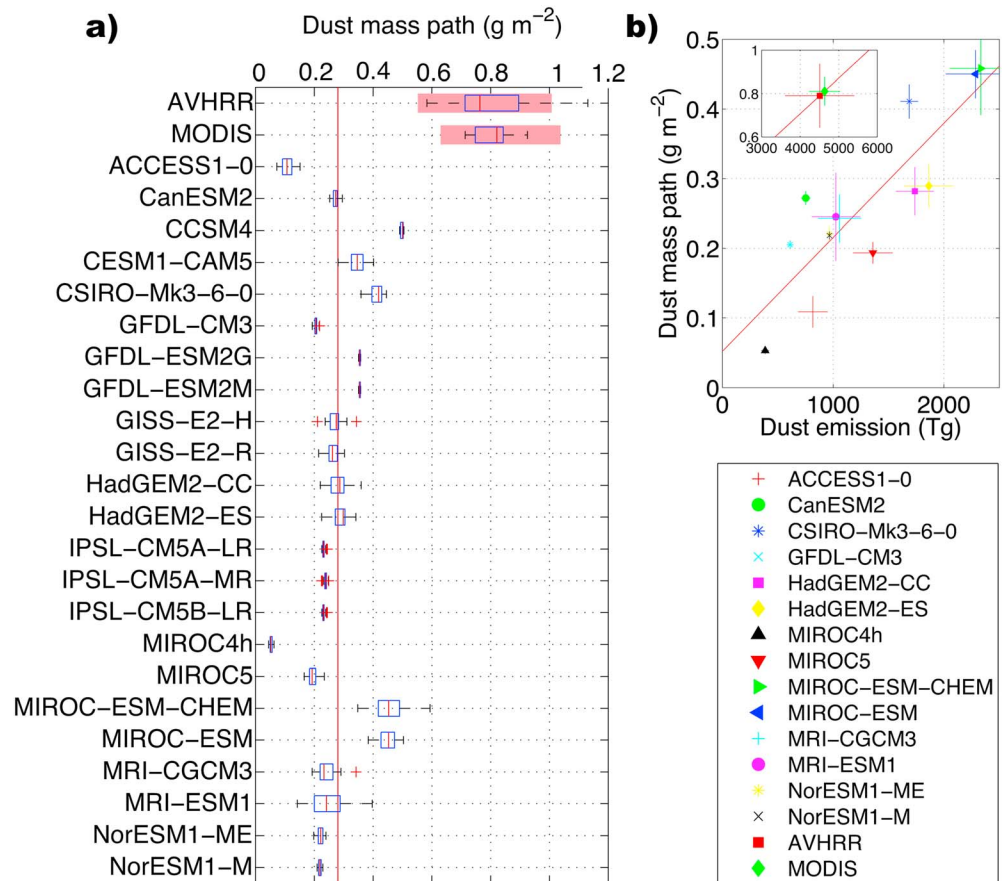 a)
Dust mass path (g m−2)
0 0.2 0.4 0.6 0.8 1 1.2
AVHRR
MODIS
ACCESS1−0
CanESM2
CCSM4
CESM1−CAM5
CSIRO−Mk3−6−0
GFDL−CM3
GFDL−ESM2G
GFDL−ESM2M
GISS−E2−H
GISS−E2−R
HadGEM2−CC
HadGEM2−ES
IPSL−CM5A−LR
IPSL−CM5A−MR
IPSL−CM5B−LR
MIROC4h
MIROC5
MIROC−ESM−CHEM
MIROC−ESM
MRI−CGCM3
MRI−ESM1
NorESM1−ME
NorESM1−M
b)
Dust mass path (g m−2)
0.5
0.4
0.3
0.2
0.1
0
0 1000 2000
Dust emission (Tg)
1
0.8
0.6
3000 4000 5000 6000
ACCESS1−0
CanESM2
CSIRO−Mk3−6−0
GFDL−CM3
HadGEM2−CC
HadGEM2−ES
MIROC4h
MIROC5
MIROC−ESM−CHEM
MIROC−ESM
MRI−CGCM3
MRI−ESM1
NorESM1−ME
NorESM1−M
AVHRR
MODIS